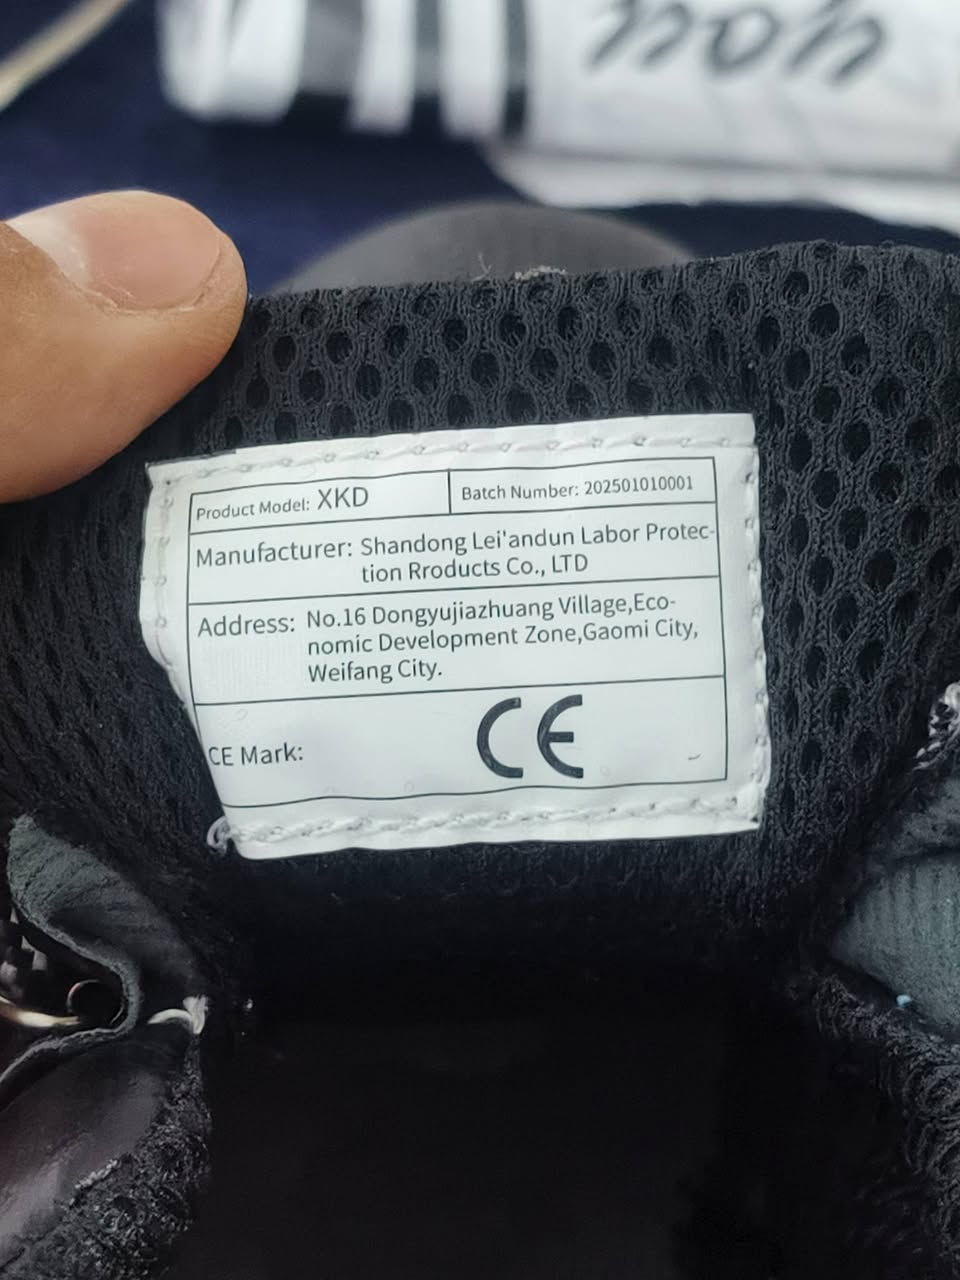 Product Model: XKD
Batch Number: 202501010001
Manufacturer: Shandong Lei'andun Labor Protec-
tion Rroducts Co., LTD
Address: No.16 Dongyujiazhuang Village,Eco-
nomic Development Zone,Gaomi City,
Weifang City.
CE Mark: CE